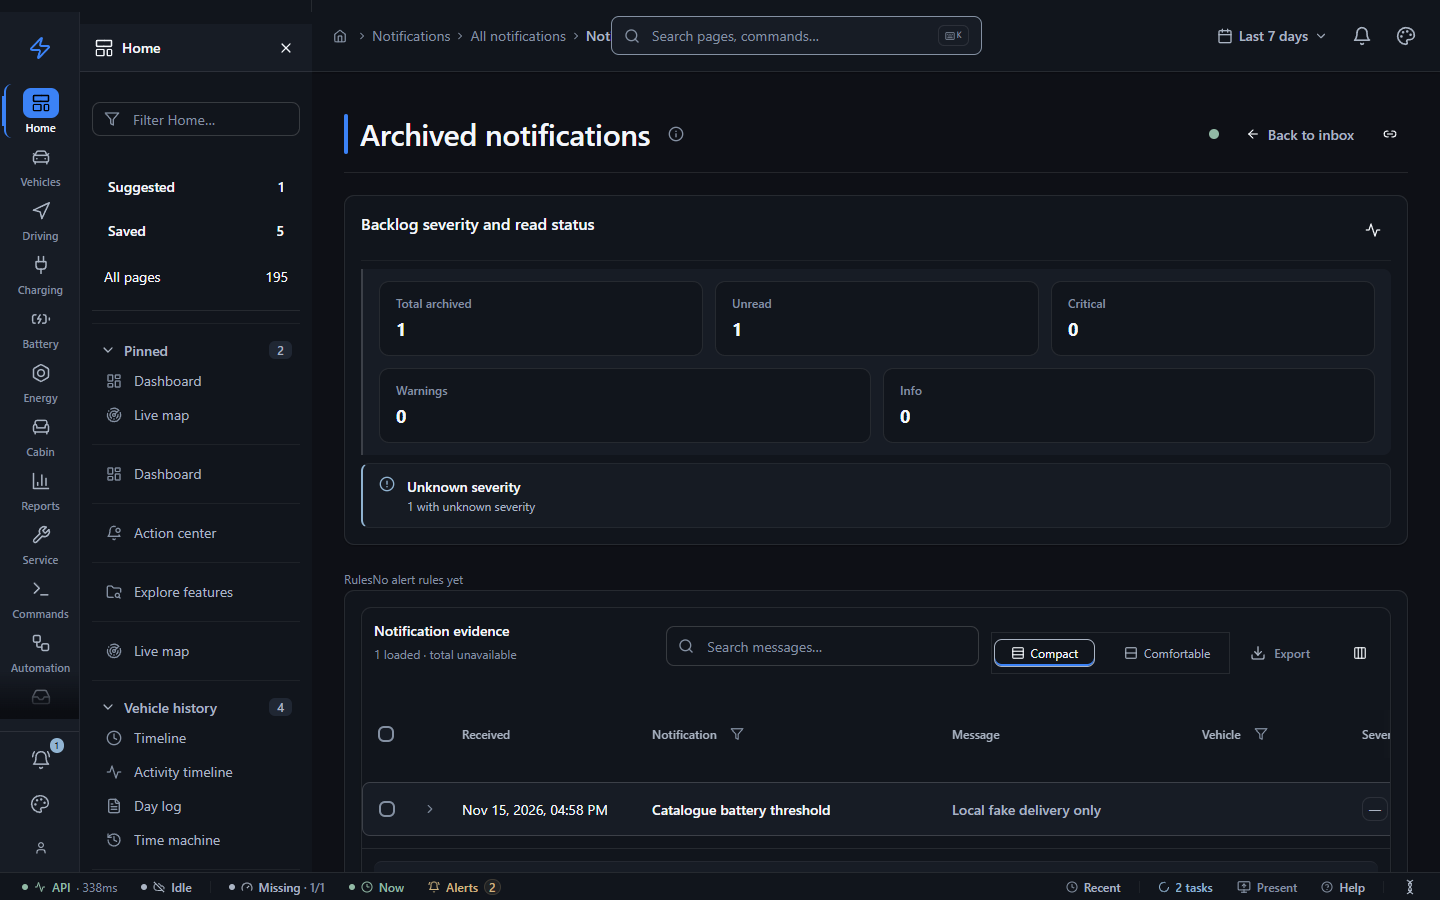 Home
Notifications
All notifications
Not
Search pages, commands...
K
Last 7 days
Home
Vehicles
Driving
Charging
Battery
Energy
Cabin
Reports
Service
Commands
Automation
1
Filter Home...
Suggested 1
Saved 5
All pages 195
Pinned 2
Dashboard
Live map
Dashboard
Action center
Explore features
Live map
Vehicle history 4
Timeline
Activity timeline
Day log
Time machine
Archived notifications
Back to inbox
Backlog severity and read status
Total archived
1
Unread
1
Critical
0
Warnings
0
Info
0
Unknown severity
1 with unknown severity
RulesNo alert rules yet
Notification evidence
1 loaded · total unavailable
Search messages...
Compact
Comfortable
Export
Received Notification Message Vehicle Sever
Nov 15, 2026, 04:58 PM Catalogue battery threshold Local fake delivery only —
API · 338ms Idle Missing · 1/1 Now Alerts 2 Recent 2 tasks Present Help